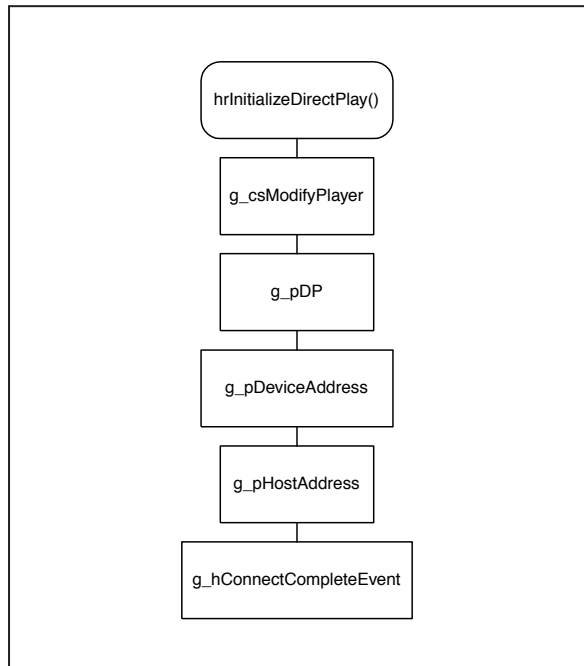 hrInitializeDirectPlay()
g_csModifyPlayer
g_pDP
g_pDeviceAddress
g_pHostAddress
g_hConnectCompleteEvent